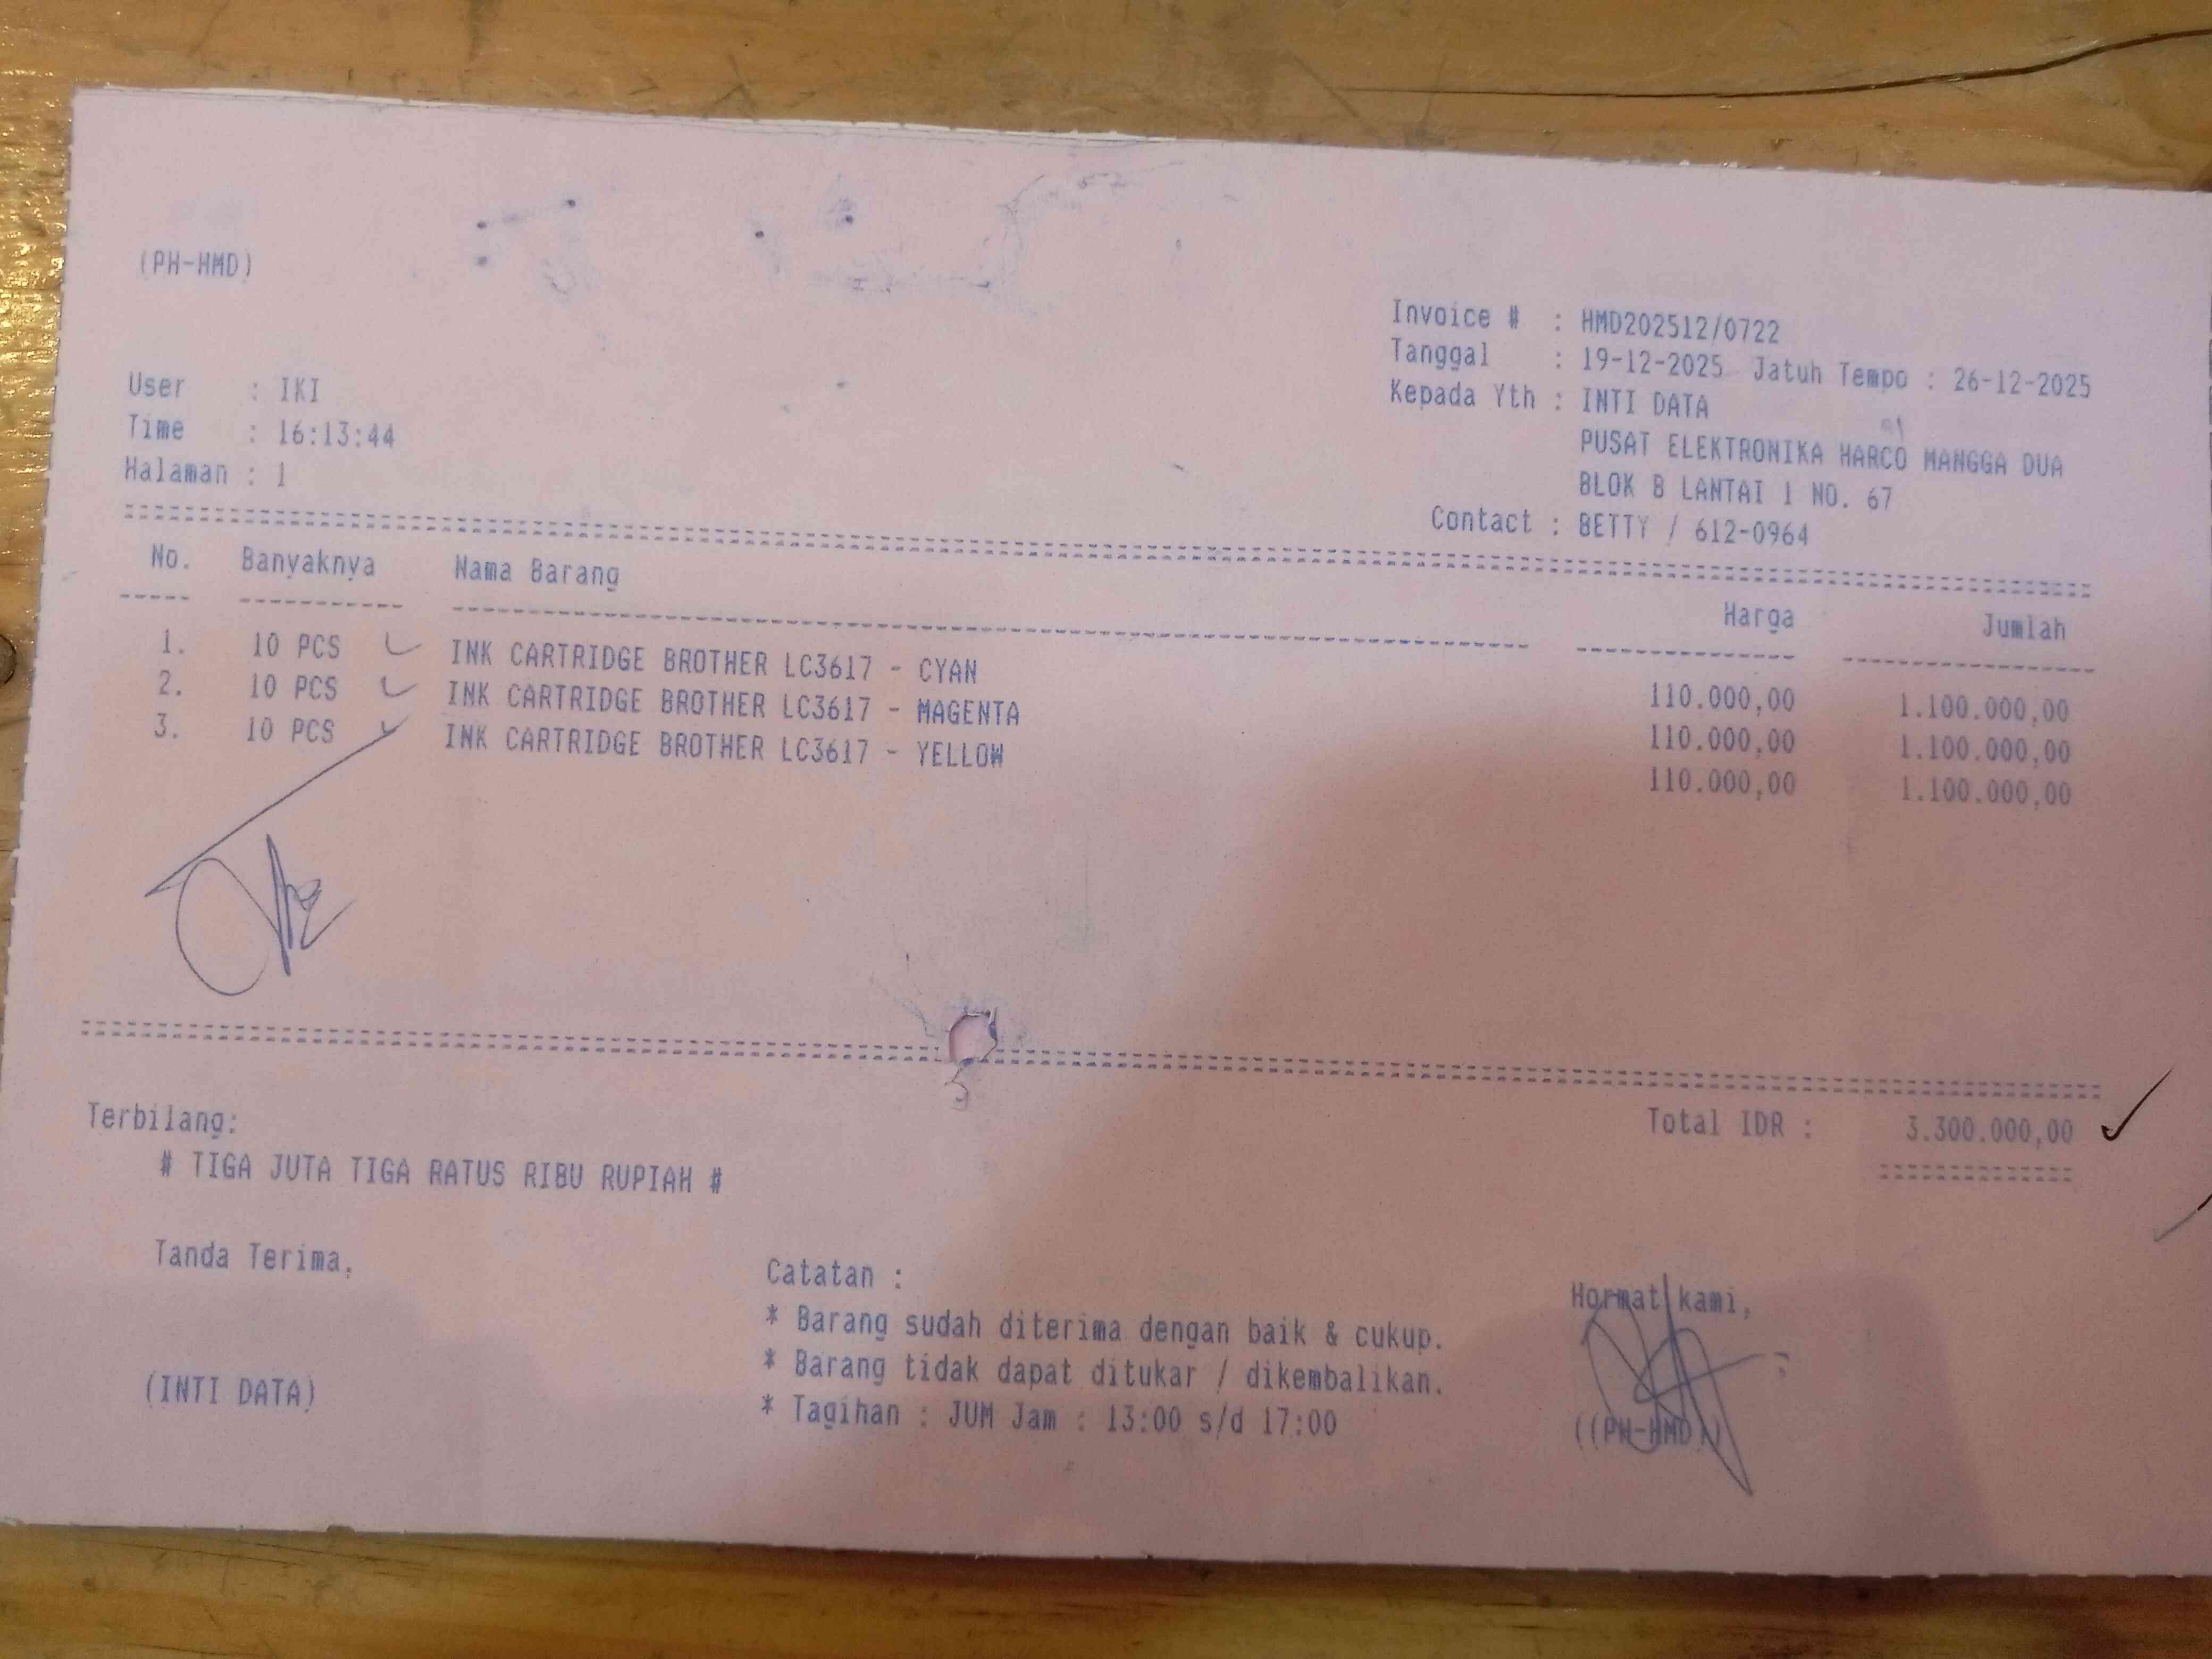 (PH-HMD)
Invoice # : HMD202512/0722
Tanggal : 19-12-2025 Jatuh Tempo : 26-12-2025
Kepada Yth : INTI DATA
PUSAT ELEKTRONIKA HARCO MANGGA DUA
BLOK B LANTAI 1 NO. 67
Contact : BETTY / 612-0964
User : IKI
Time : 16:13:44
Halaman : 1
No. Banyaknya Nama Barang Harga Jumlah
1. 10 PCS INK CARTRIDGE BROTHER LC3617 - CYAN 110.000,00 1.100.000,00
2. 10 PCS INK CARTRIDGE BROTHER LC3617 - MAGENTA 110.000,00 1.100.000,00
3. 10 PCS INK CARTRIDGE BROTHER LC3617 - YELLOW 110.000,00 1.100.000,00
Terbilang:
# TIGA JUTA TIGA RATUS RIBU RUPIAH #
Total IDR : 3.300.000,00
Tanda Terima,
(INTI DATA)
Catatan :
* Barang sudah diterima dengan baik & cukup.
* Barang tidak dapat ditukar / dikembalikan.
* Tagihan : JUM Jam : 13:00 s/d 17:00
Hormat kami,
((PH-HMD))